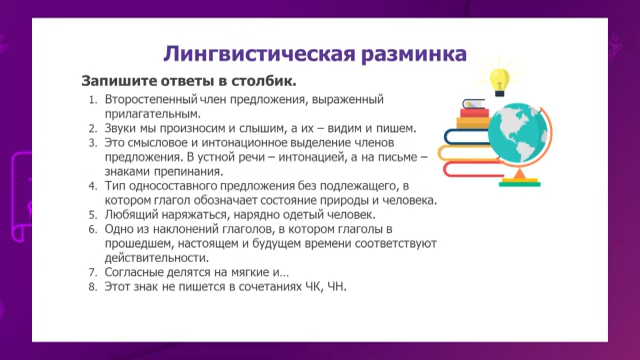 Лингвистическая разминка
Запишите ответы в столбик.
1. Второстепенный член предложения, выраженный
прилагательным.
2. Звуки мы произносим и слышим, а их – видим и пишем.
3. Это смысловое и интонационное выделение членов
предложения. В устной речи – интонацией, а на письме –
знаками препинания.
4. Тип односоставного предложения без подлежащего, в
котором глагол обозначает состояние природы и человека.
5. Любящий наряжаться, нарядно одетый человек.
6. Одно из наклонений глаголов, в котором глаголы в
прошедшем, настоящем и будущем времени соответствуют
действительности.
7. Согласные делятся на мягкие и…
8. Этот знак не пишется в сочетаниях ЧК, ЧН.